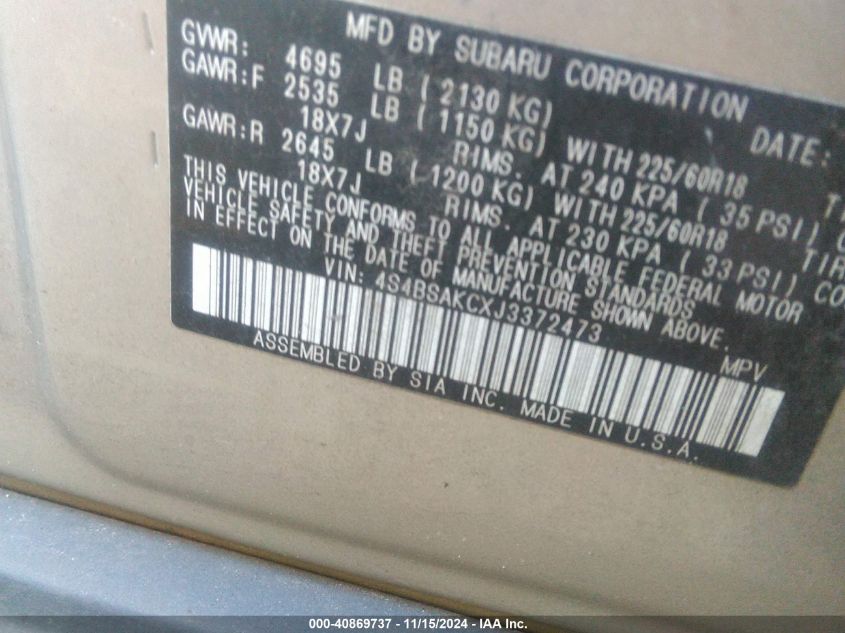 MFD BY SUBARU CORPORATION DATE:
GVWR: 4695 LB ( 2130 KG)
GAWR:F 2535 LB ( 1150 KG) WITH 225/60R18
18X7J RIMS. AT 240 KPA ( 35 PSI)
GAWR:R 2645 LB ( 1200 KG) WITH 225/60R18
18X7J RIMS. AT 230 KPA ( 33 PSI)
THIS VEHICLE CONFORMS TO ALL APPLICABLE FEDERAL MOTOR
VEHICLE SAFETY AND THEFT PREVENTION STANDARDS
IN EFFECT ON THE DATE OF MANUFACTURE SHOWN ABOVE.
VIN: 4S4BSAKCXJ3372473 MPV
ASSEMBLED BY SIA INC. MADE IN U.S.A.
000-40869737 - 11/15/2024 - IAA Inc.